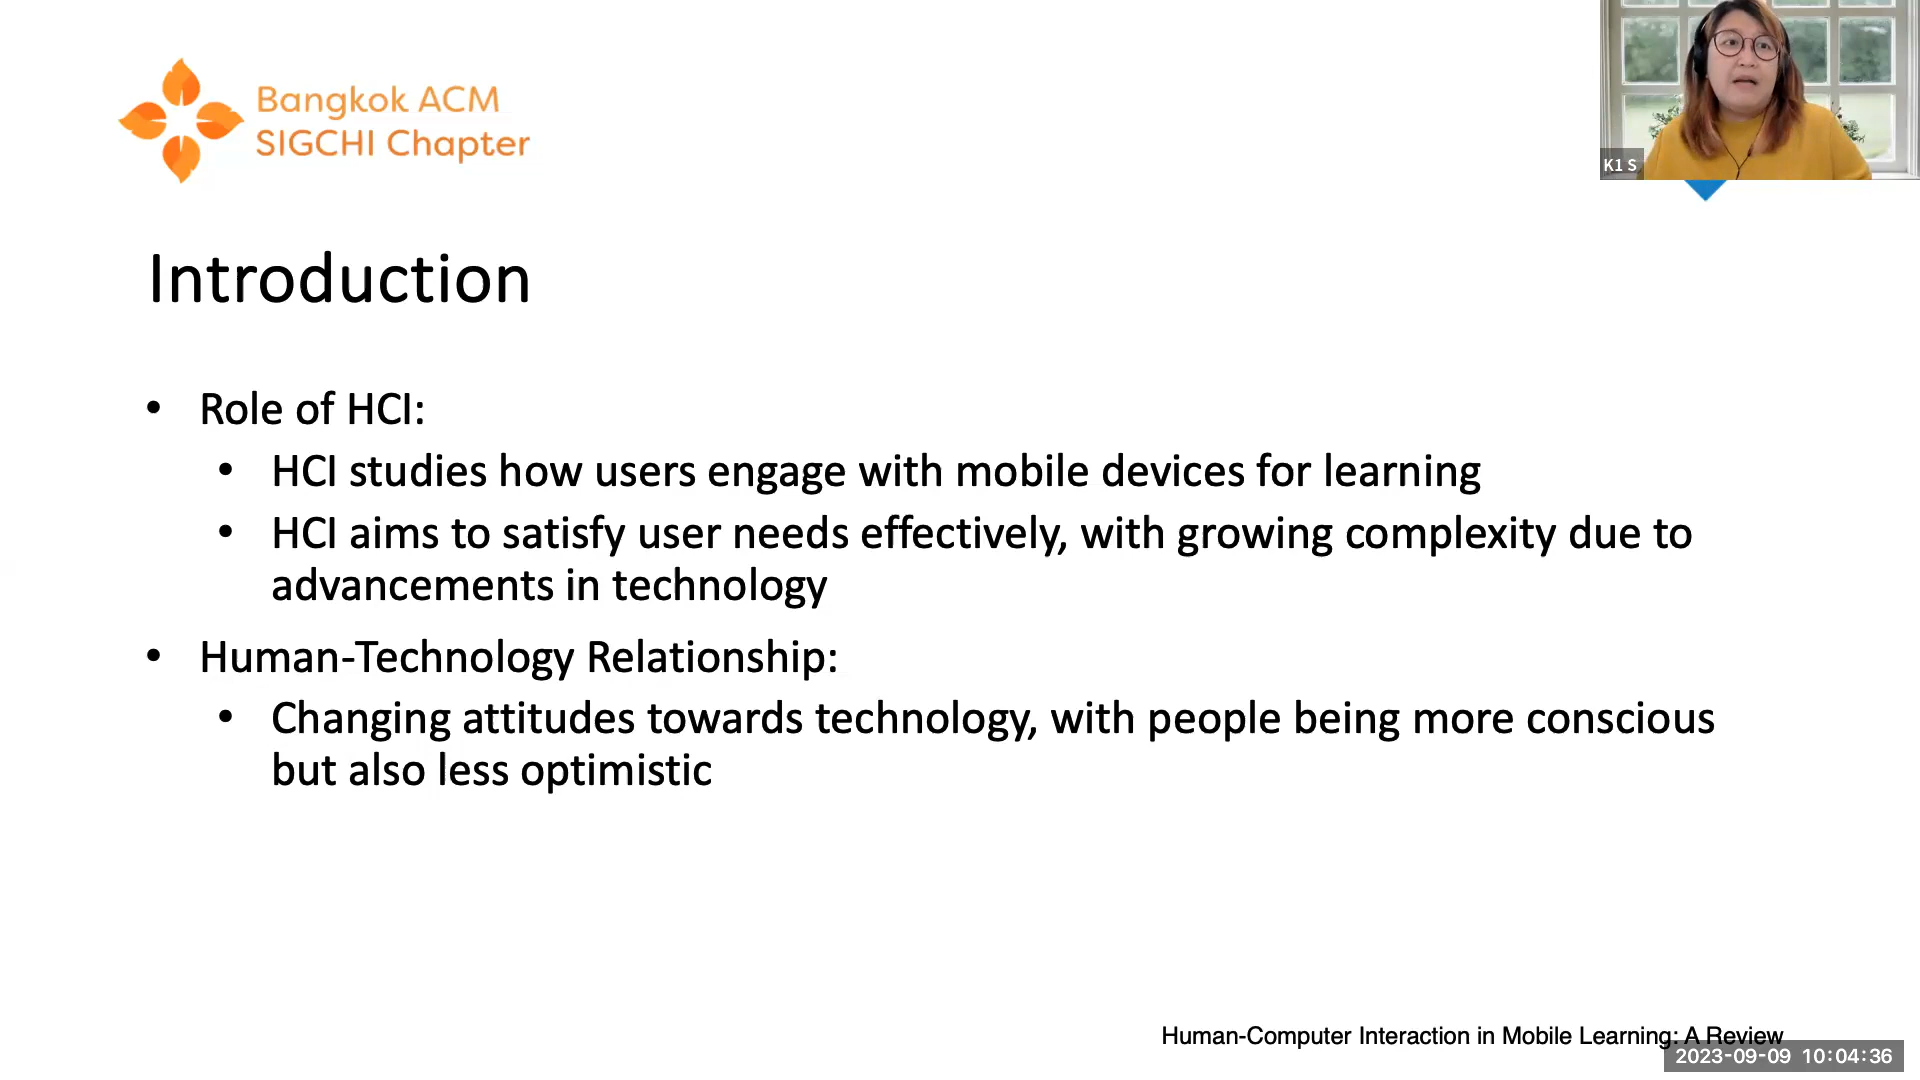 Bangkok ACM
SIGCHI Chapter
K1 S
Introduction
• Role of HCI:
• HCI studies how users engage with mobile devices for learning
• HCI aims to satisfy user needs effectively, with growing complexity due to
advancements in technology
• Human-Technology Relationship:
• Changing attitudes towards technology, with people being more conscious
but also less optimistic
Human-Computer Interaction in Mobile Learning: A Review
2023-09-09 10:04:36